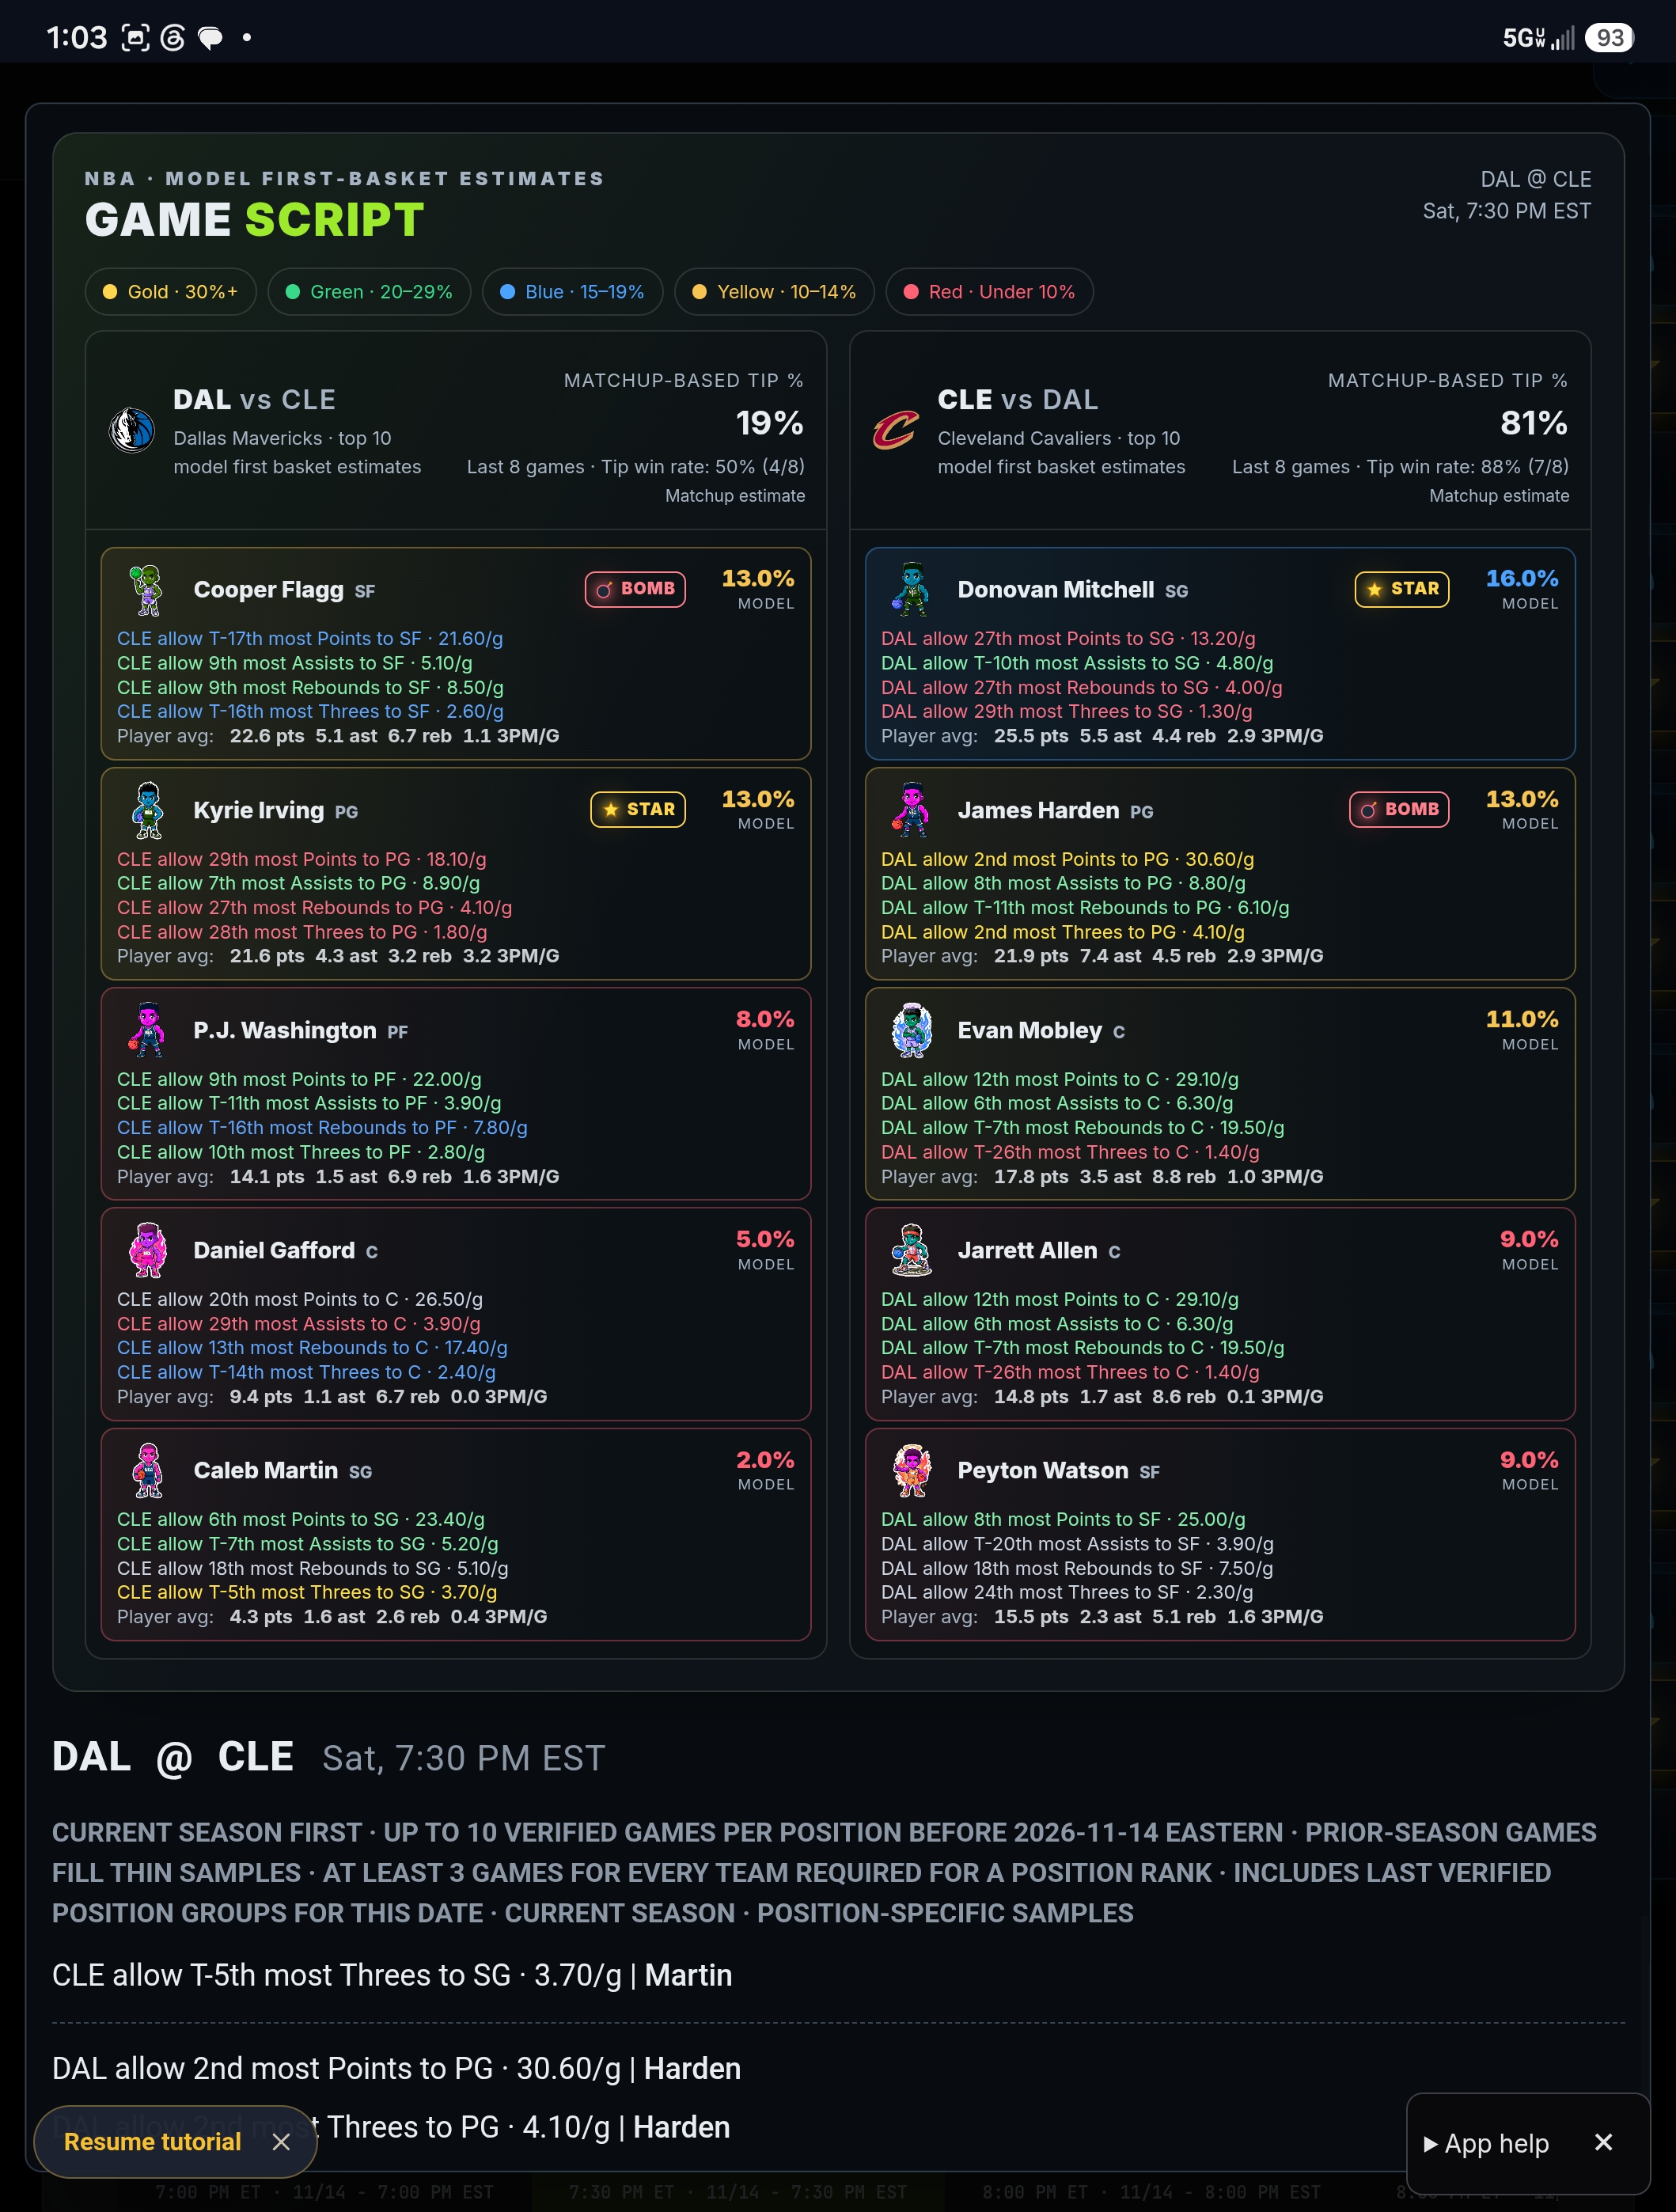 1:03
5G UW 93
NBA · MODEL FIRST-BASKET ESTIMATES
GAME SCRIPT
DAL @ CLE
Sat, 7:30 PM EST
Gold · 30%+
Green · 20–29%
Blue · 15–19%
Yellow · 10–14%
Red · Under 10%
DAL vs CLE
Dallas Mavericks · top 10
model first basket estimates
MATCHUP-BASED TIP %
19%
Last 8 games · Tip win rate: 50% (4/8)
Matchup estimate
Cooper Flagg SF
BOMB
13.0%
MODEL
CLE allow T-17th most Points to SF · 21.60/g
CLE allow 9th most Assists to SF · 5.10/g
CLE allow 9th most Rebounds to SF · 8.50/g
CLE allow T-16th most Threes to SF · 2.60/g
Player avg: 22.6 pts 5.1 ast 6.7 reb 1.1 3PM/G
Kyrie Irving PG
STAR
13.0%
MODEL
CLE allow 29th most Points to PG · 18.10/g
CLE allow 7th most Assists to PG · 8.90/g
CLE allow 27th most Rebounds to PG · 4.10/g
CLE allow 28th most Threes to PG · 1.80/g
Player avg: 21.6 pts 4.3 ast 3.2 reb 3.2 3PM/G
P.J. Washington PF
8.0%
MODEL
CLE allow 9th most Points to PF · 22.00/g
CLE allow T-11th most Assists to PF · 3.90/g
CLE allow T-16th most Rebounds to PF · 7.80/g
CLE allow 10th most Threes to PF · 2.80/g
Player avg: 14.1 pts 1.5 ast 6.9 reb 1.6 3PM/G
Daniel Gafford C
5.0%
MODEL
CLE allow 20th most Points to C · 26.50/g
CLE allow 29th most Assists to C · 3.90/g
CLE allow 13th most Rebounds to C · 17.40/g
CLE allow T-14th most Threes to C · 2.40/g
Player avg: 9.4 pts 1.1 ast 6.7 reb 0.0 3PM/G
Caleb Martin SG
2.0%
MODEL
CLE allow 6th most Points to SG · 23.40/g
CLE allow T-7th most Assists to SG · 5.20/g
CLE allow 18th most Rebounds to SG · 5.10/g
CLE allow T-5th most Threes to SG · 3.70/g
Player avg: 4.3 pts 1.6 ast 2.6 reb 0.4 3PM/G
CLE vs DAL
Cleveland Cavaliers · top 10
model first basket estimates
MATCHUP-BASED TIP %
81%
Last 8 games · Tip win rate: 88% (7/8)
Matchup estimate
Donovan Mitchell SG
STAR
16.0%
MODEL
DAL allow 27th most Points to SG · 13.20/g
DAL allow T-10th most Assists to SG · 4.80/g
DAL allow 27th most Rebounds to SG · 4.00/g
DAL allow 29th most Threes to SG · 1.30/g
Player avg: 25.5 pts 5.5 ast 4.4 reb 2.9 3PM/G
James Harden PG
BOMB
13.0%
MODEL
DAL allow 2nd most Points to PG · 30.60/g
DAL allow 8th most Assists to PG · 8.80/g
DAL allow T-11th most Rebounds to PG · 6.10/g
DAL allow 2nd most Threes to PG · 4.10/g
Player avg: 21.9 pts 7.4 ast 4.5 reb 2.9 3PM/G
Evan Mobley C
11.0%
MODEL
DAL allow 12th most Points to C · 29.10/g
DAL allow 6th most Assists to C · 6.30/g
DAL allow T-7th most Rebounds to C · 19.50/g
DAL allow T-26th most Threes to C · 1.40/g
Player avg: 17.8 pts 3.5 ast 8.8 reb 1.0 3PM/G
Jarrett Allen C
9.0%
MODEL
DAL allow 12th most Points to C · 29.10/g
DAL allow 6th most Assists to C · 6.30/g
DAL allow T-7th most Rebounds to C · 19.50/g
DAL allow T-26th most Threes to C · 1.40/g
Player avg: 14.8 pts 1.7 ast 8.6 reb 0.1 3PM/G
Peyton Watson SF
9.0%
MODEL
DAL allow 8th most Points to SF · 25.00/g
DAL allow T-20th most Assists to SF · 3.90/g
DAL allow 18th most Rebounds to SF · 7.50/g
DAL allow 24th most Threes to SF · 2.30/g
Player avg: 15.5 pts 2.3 ast 5.1 reb 1.6 3PM/G
DAL @ CLE Sat, 7:30 PM EST
CURRENT SEASON FIRST · UP TO 10 VERIFIED GAMES PER POSITION BEFORE 2026-11-14 EASTERN · PRIOR-SEASON GAMES
FILL THIN SAMPLES · AT LEAST 3 GAMES FOR EVERY TEAM REQUIRED FOR A POSITION RANK · INCLUDES LAST VERIFIED
POSITION GROUPS FOR THIS DATE · CURRENT SEASON · POSITION-SPECIFIC SAMPLES
CLE allow T-5th most Threes to SG · 3.70/g | Martin
DAL allow 2nd most Points to PG · 30.60/g | Harden
DAL allow 2nd most Threes to PG · 4.10/g | Harden
Resume tutorial
App help
7:00 PM ET · 11/14 - 7:00 PM EST
7:30 PM ET · 11/14 - 7:30 PM EST
8:00 PM ET · 11/14 - 8:00 PM EST